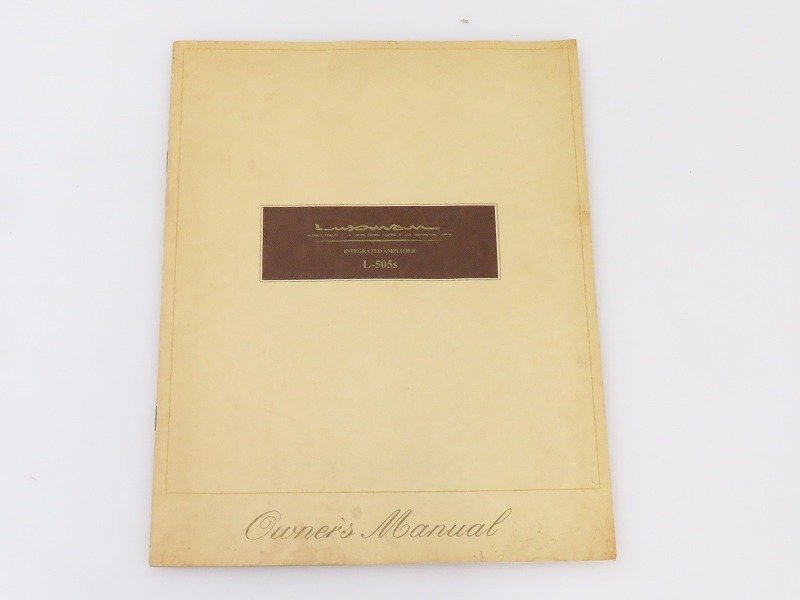 LUXMAN
INTEGRATED AMPLIFIER
L-505s
Owner's Manual